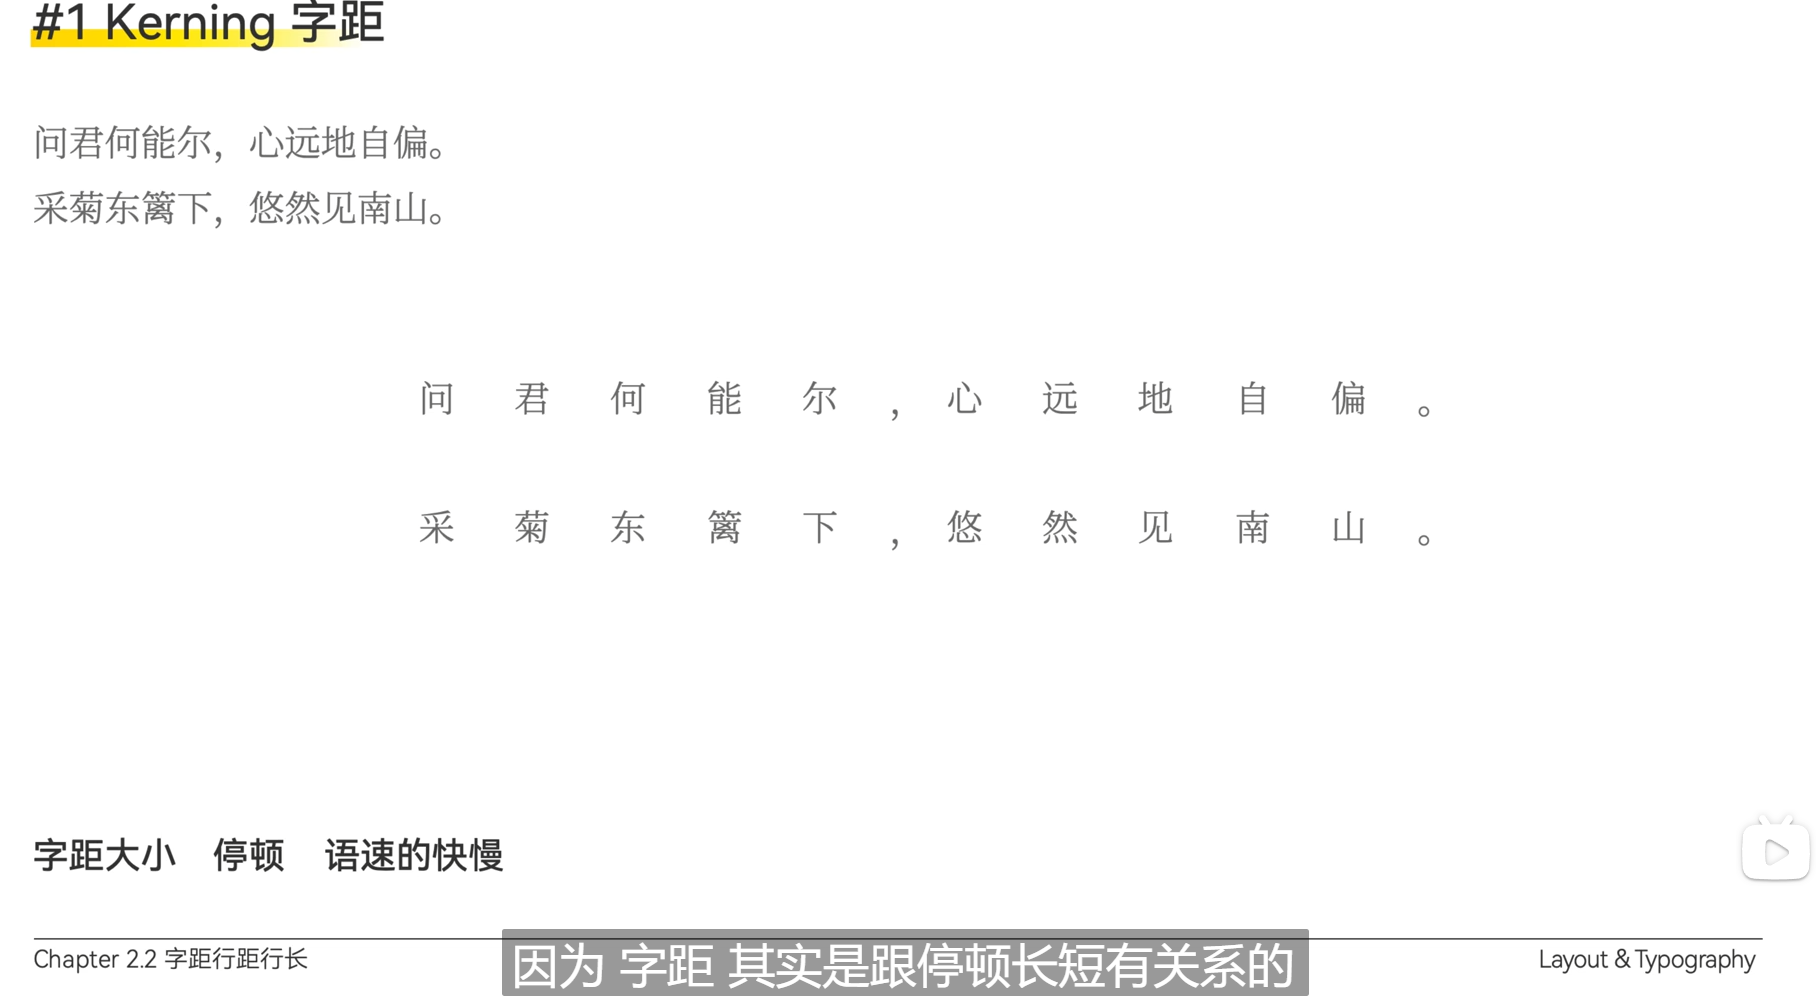 #1 Kerning 字距
问君何能尔，心远地自偏。
采菊东篱下，悠然见南山。
问 君 何 能 尔 ， 心 远 地 自 偏 。
采 菊 东 篱 下 ， 悠 然 见 南 山 。
字距大小 停顿 语速的快慢
Chapter 2.2 字距行距行长
因为 字距 其实是跟停顿长短有关系的
Layout & Typography